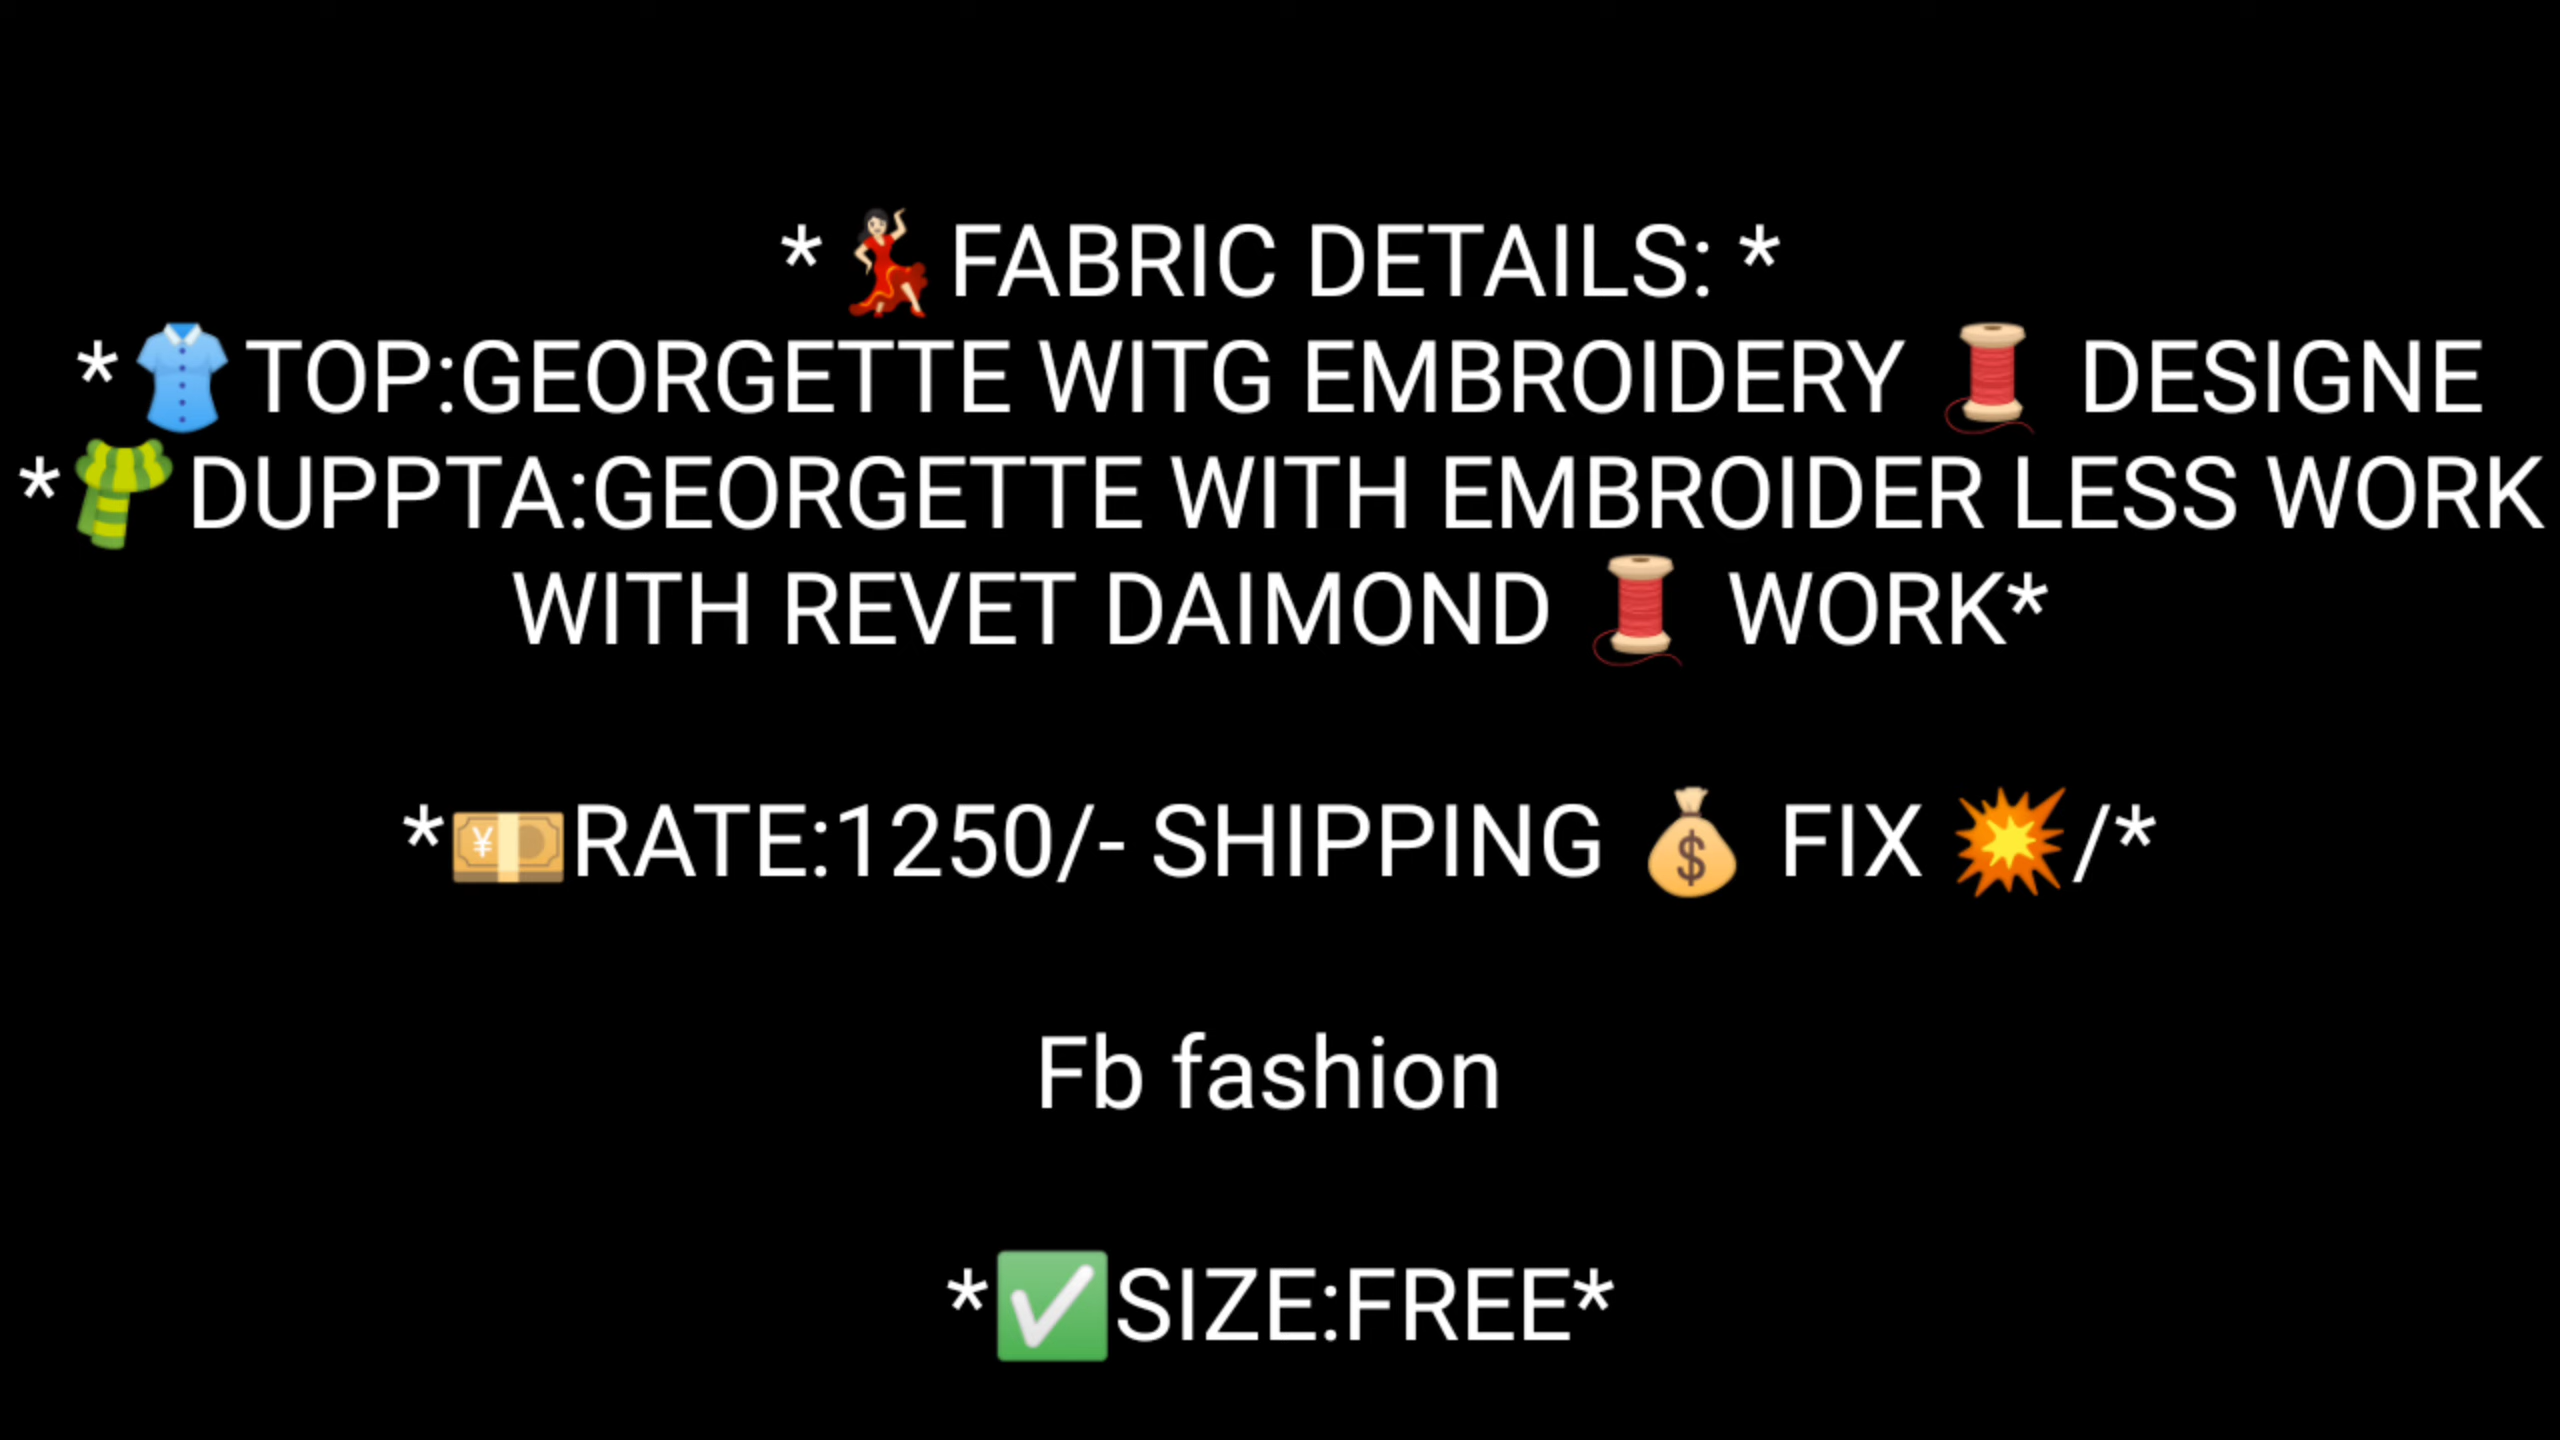 *💃🏻FABRIC DETAILS: *
*👚TOP:GEORGETTE WITG EMBROIDERY 🧵 DESIGNE
*🧣DUPPTA:GEORGETTE WITH EMBROIDER LESS WORK
WITH REVET DAIMOND 🧵 WORK*
*💴RATE:1250/- SHIPPING 💰 FIX 💥/*
Fb fashion
*✅SIZE:FREE*